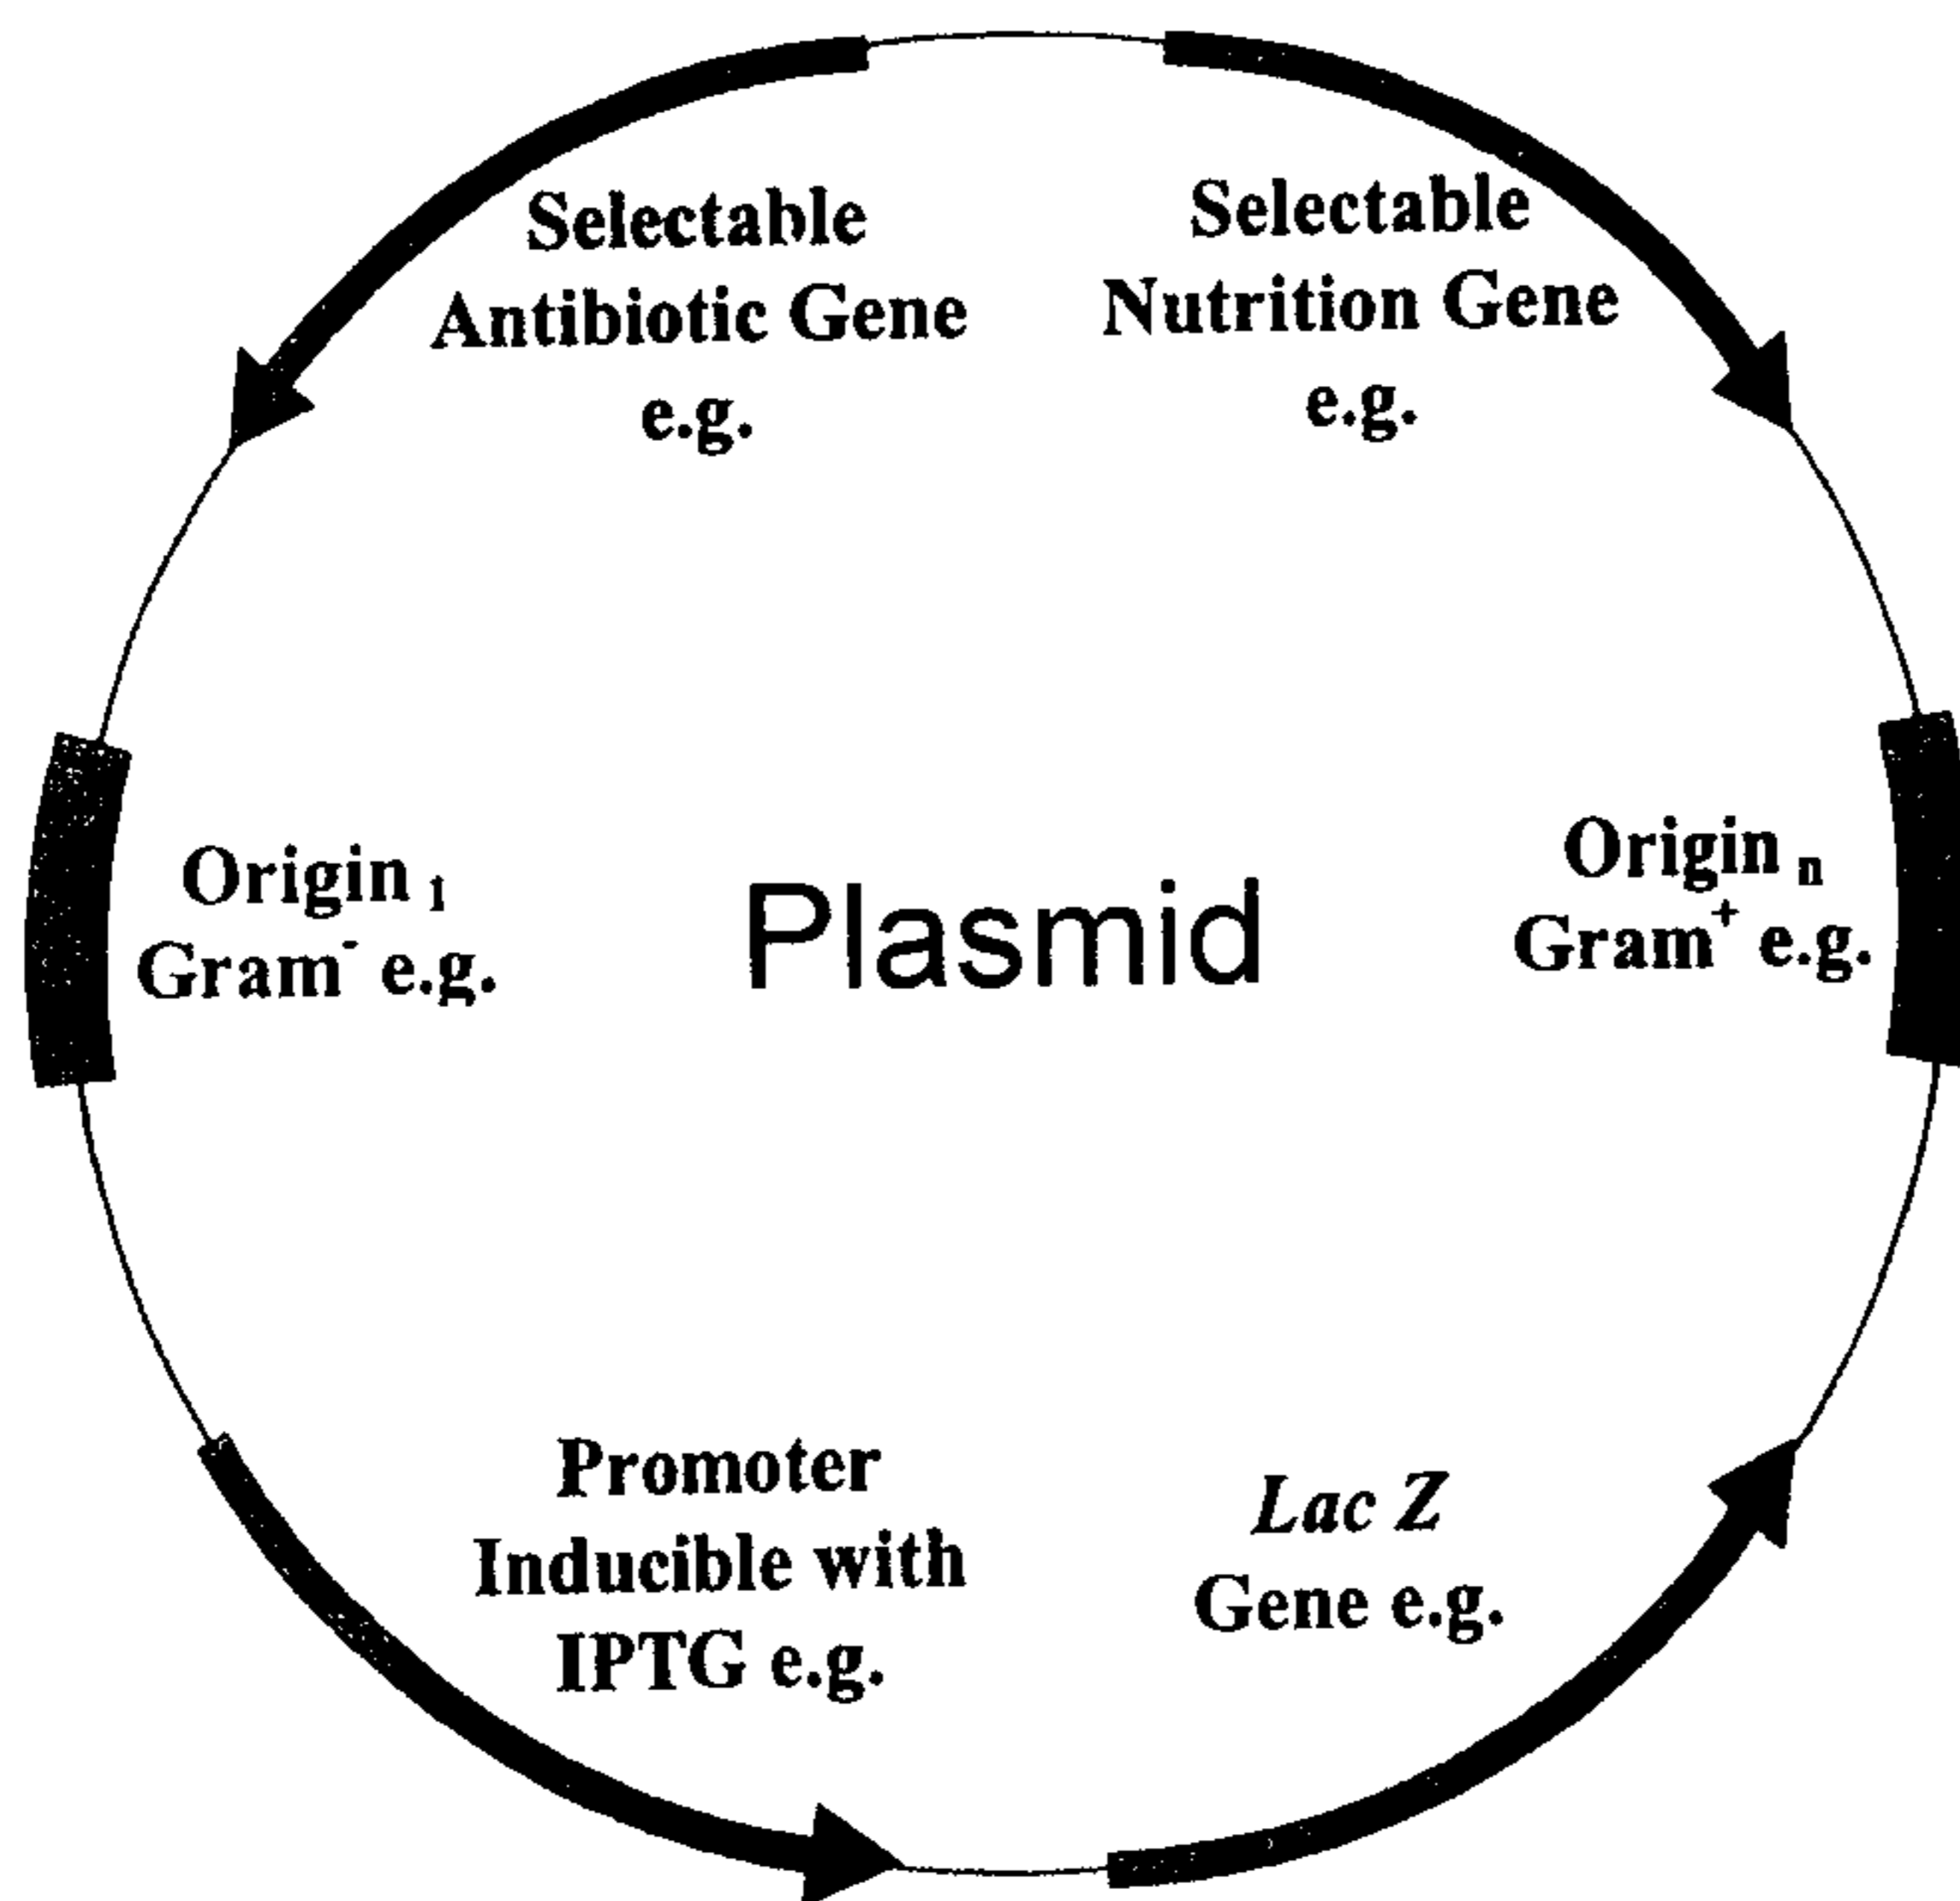 Selectable
Antibiotic Gene
e.g.
Selectable
Nutrition Gene
e.g.
Origin 1
Gram- e.g.
Plasmid
Origin n
Gram+ e.g.
Promoter
Inducible with
IPTG e.g.
Lac Z
Gene e.g.